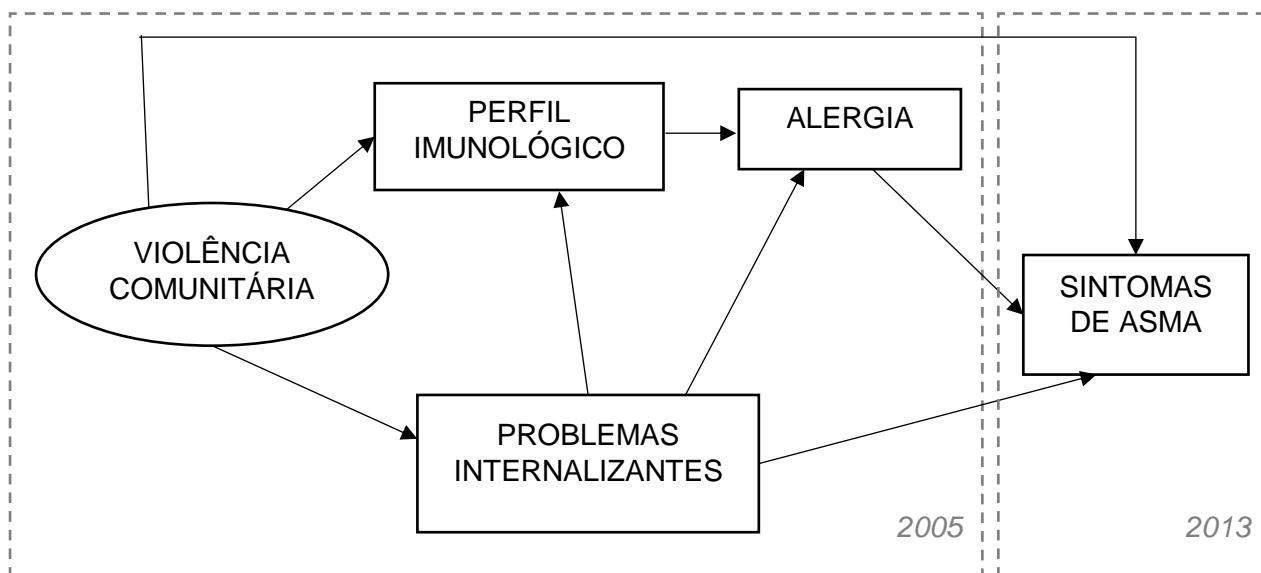 PERFIL
IMUNOLÓGICO
ALERGIA
VIOLÊNCIA
COMUNITÁRIA
SINTOMAS
DE ASMA
PROBLEMAS
INTERNALIZANTES
2005
2013